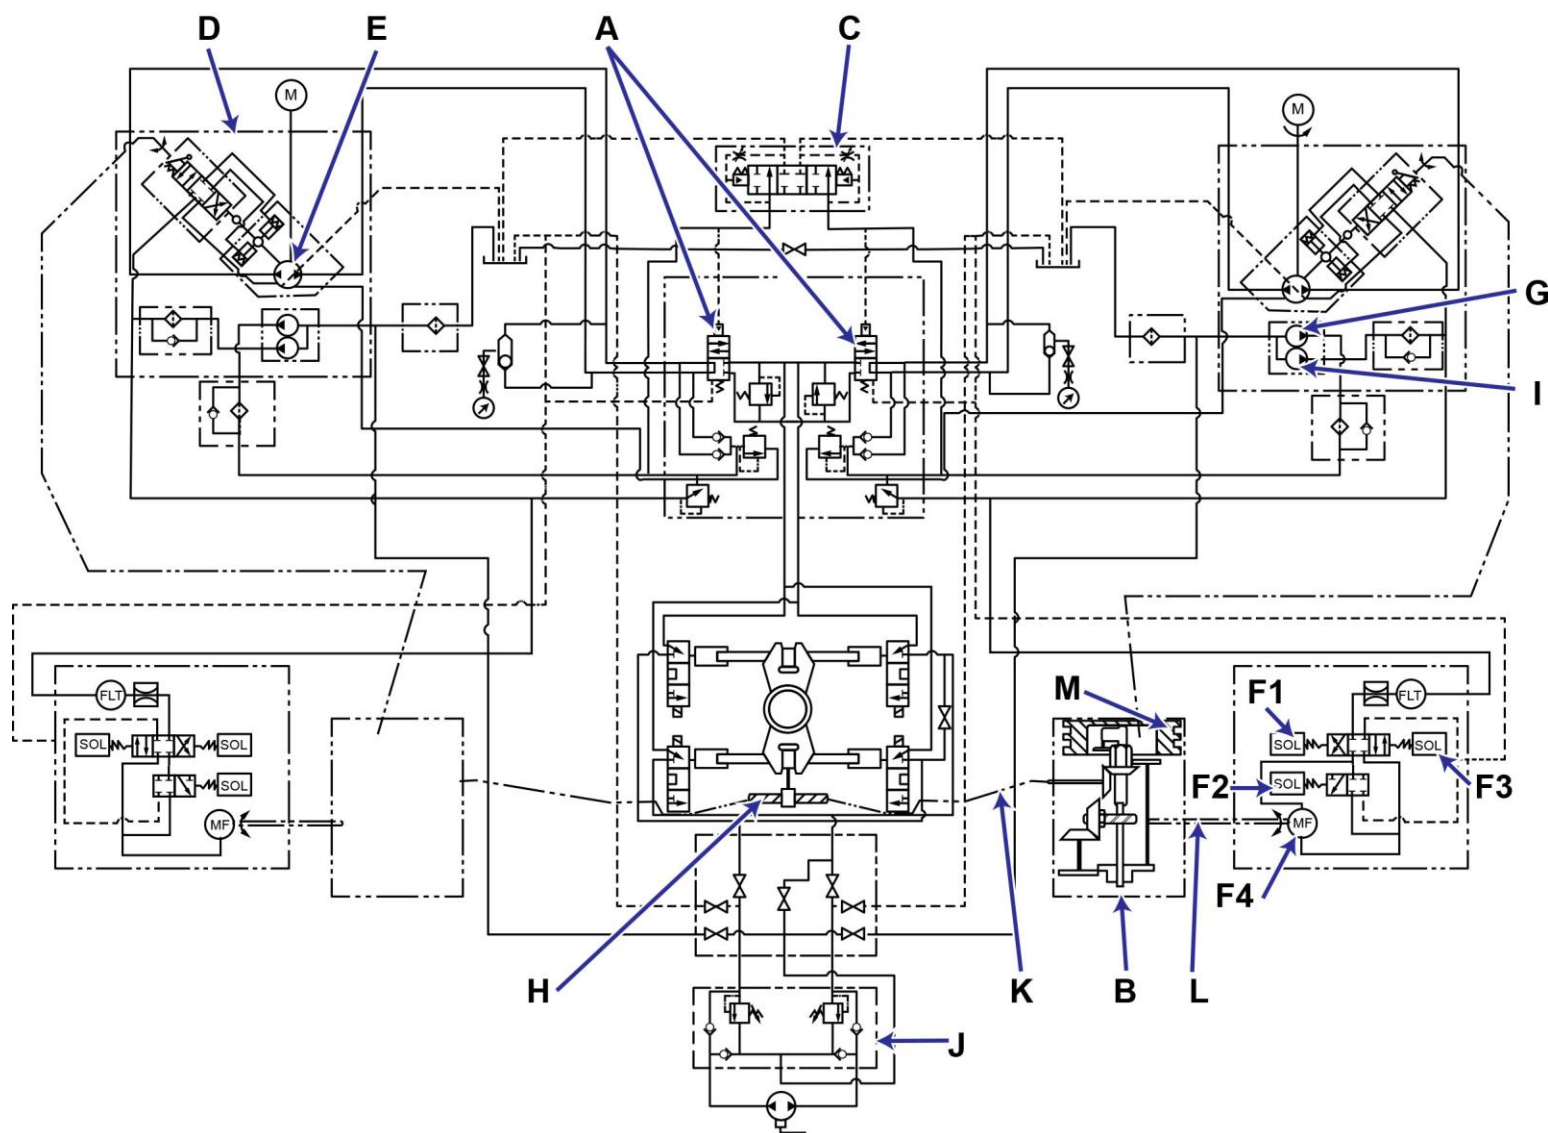 D E A C
M M
G
I
FLT M F1 FLT
SOL SOL SOL SOL
SOL F2 SOL F3
MF MF
F4
H K B L
J